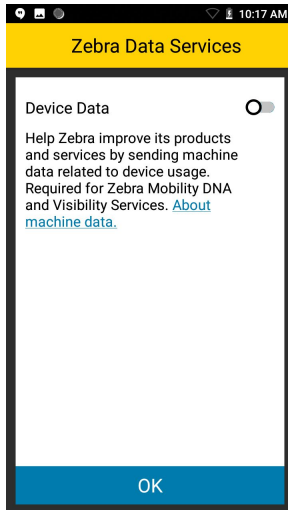 10:17 AM
Zebra Data Services
Device Data
Help Zebra improve its products
and services by sending machine
data related to device usage.
Required for Zebra Mobility DNA
and Visibility Services. About
machine data.
OK